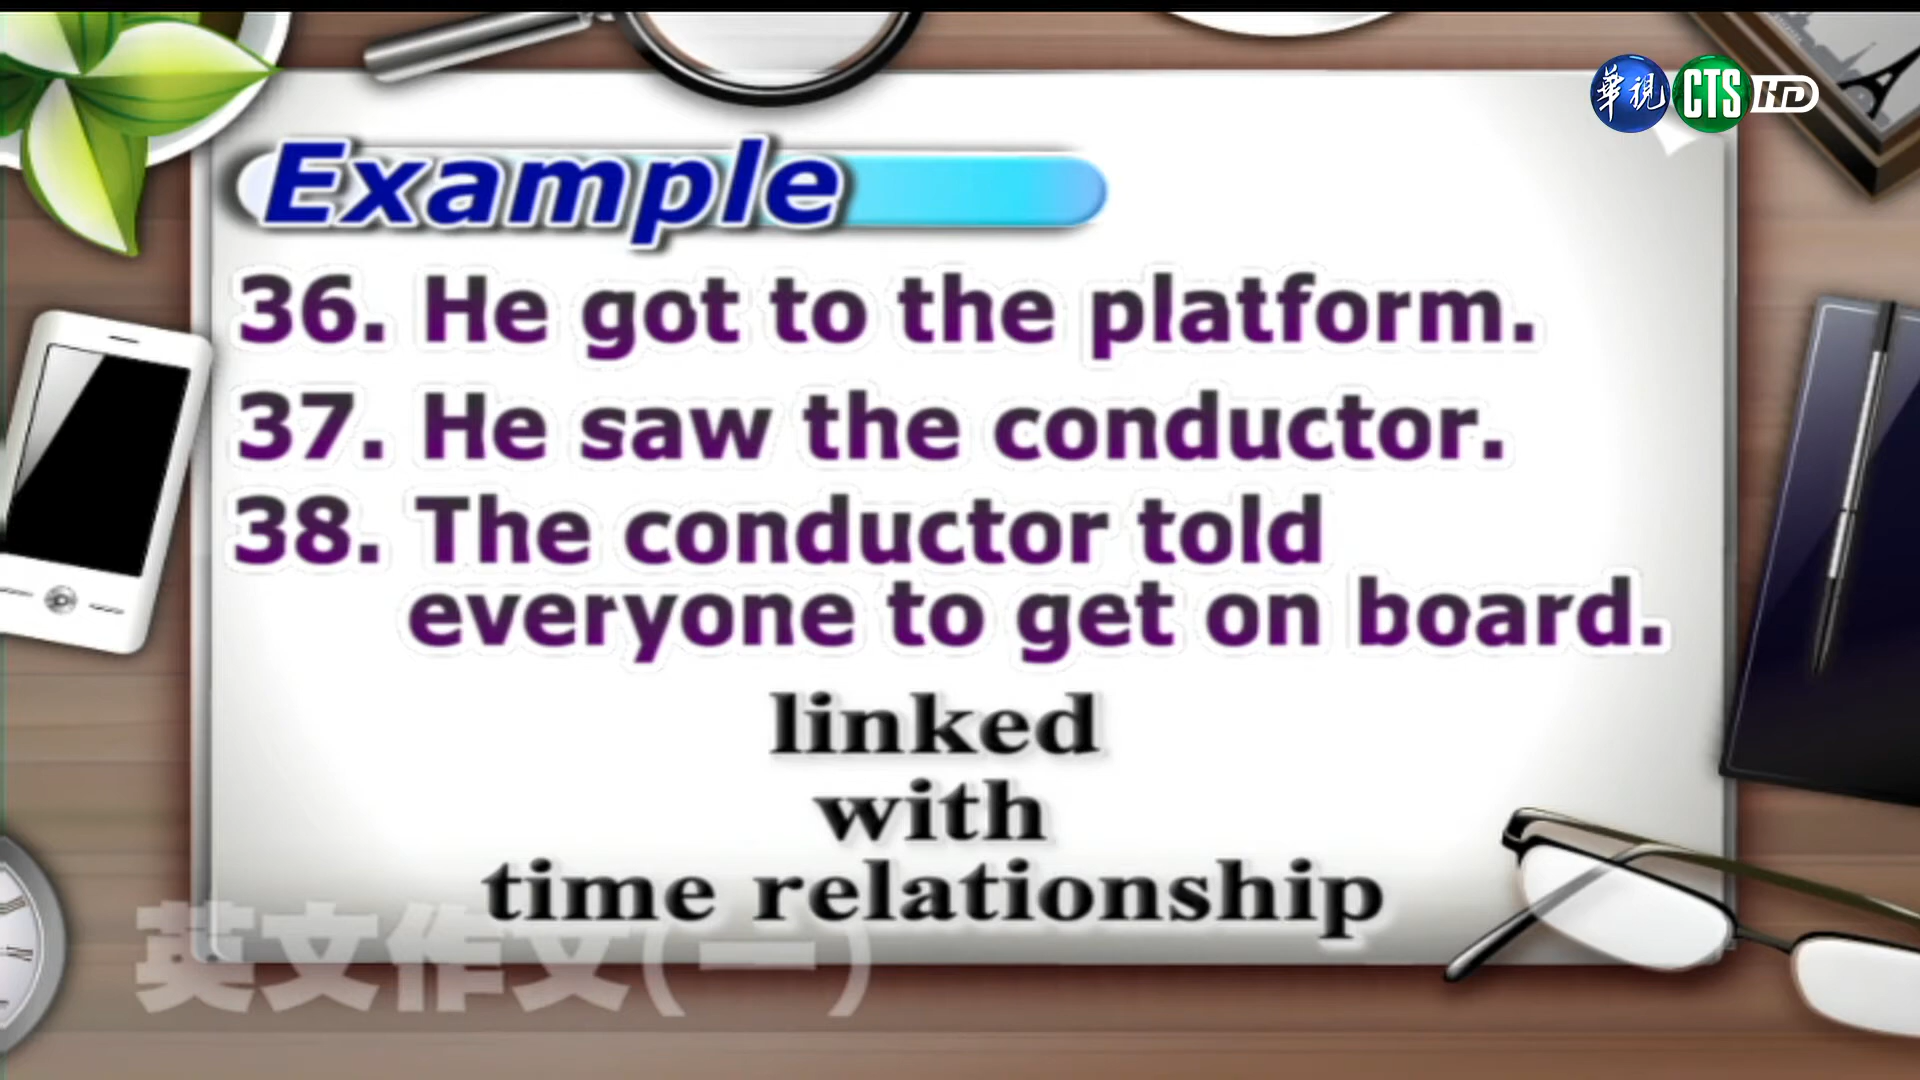 華視 CTS HD
Example
36. He got to the platform.
37. He saw the conductor.
38. The conductor told
everyone to get on board.
linked
with
time relationship
英文作文(一)